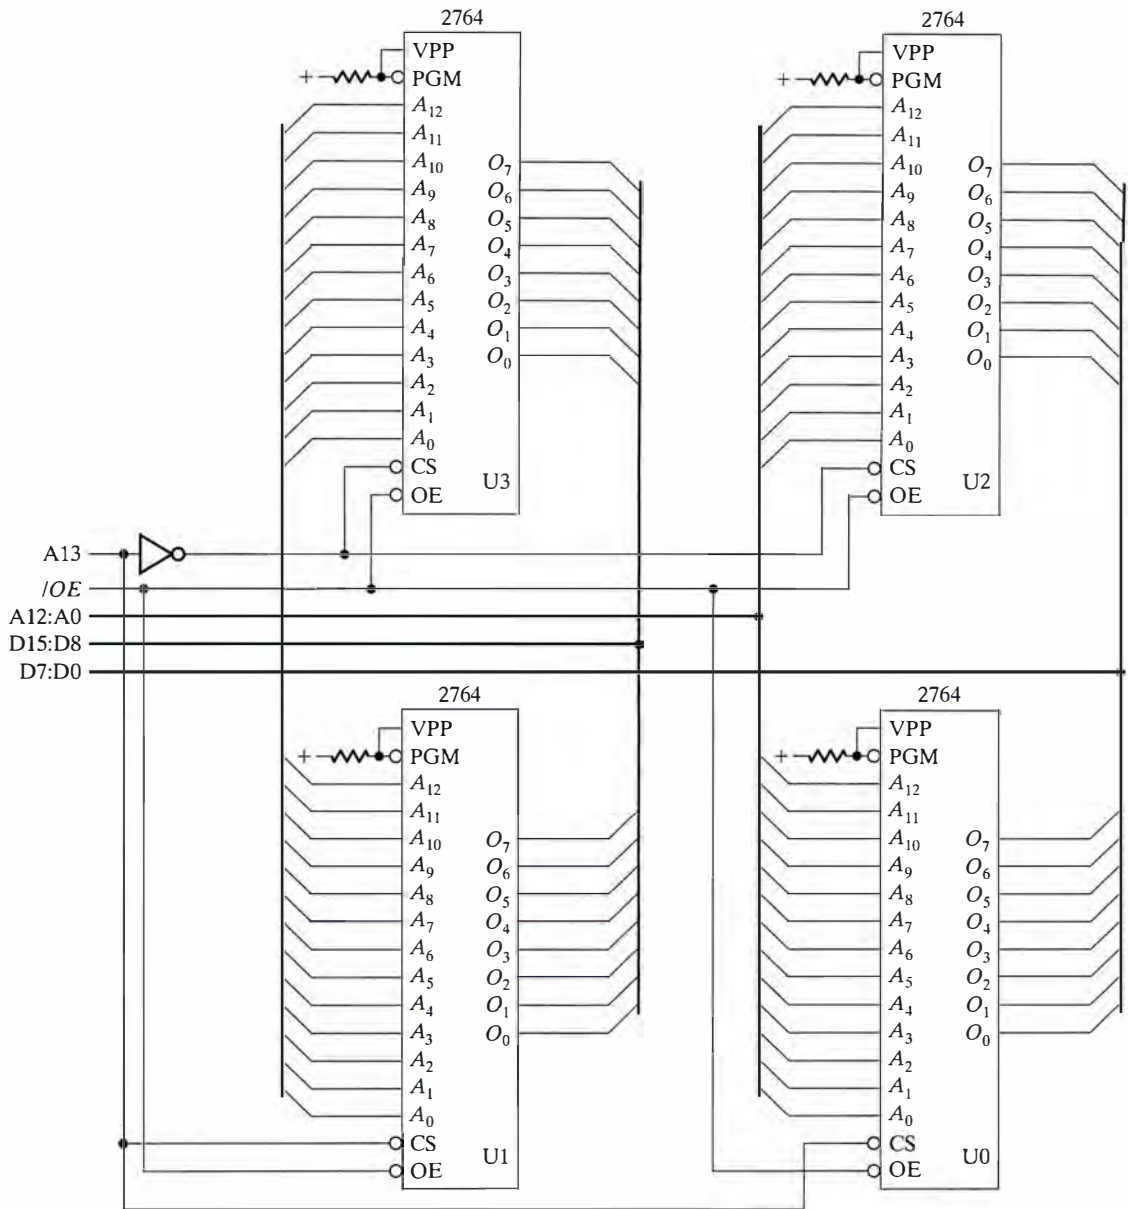 2764
VPP
+
PGM
A12
A11
A10
A9
A8
A7
A6
A5
A4
A3
A2
A1
A0
CS
OE
O7
O6
O5
O4
O3
O2
O1
O0
U3
2764
VPP
+
PGM
A12
A11
A10
A9
A8
A7
A6
A5
A4
A3
A2
A1
A0
CS
OE
O7
O6
O5
O4
O3
O2
O1
O0
U2
A13
/OE
A12:A0
D15:D8
D7:D0
2764
VPP
+
PGM
A12
A11
A10
A9
A8
A7
A6
A5
A4
A3
A2
A1
A0
CS
OE
O7
O6
O5
O4
O3
O2
O1
O0
U1
2764
VPP
+
PGM
A12
A11
A10
A9
A8
A7
A6
A5
A4
A3
A2
A1
A0
CS
OE
O7
O6
O5
O4
O3
O2
O1
O0
U0